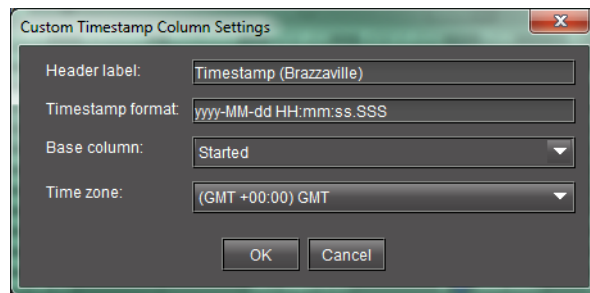 Custom Timestamp Column Settings
Header label: Timestamp (Brazzaville)
Timestamp format: yyyy-MM-dd HH:mm:ss.SSS
Base column: Started
Time zone: (GMT +00:00) GMT
OK Cancel